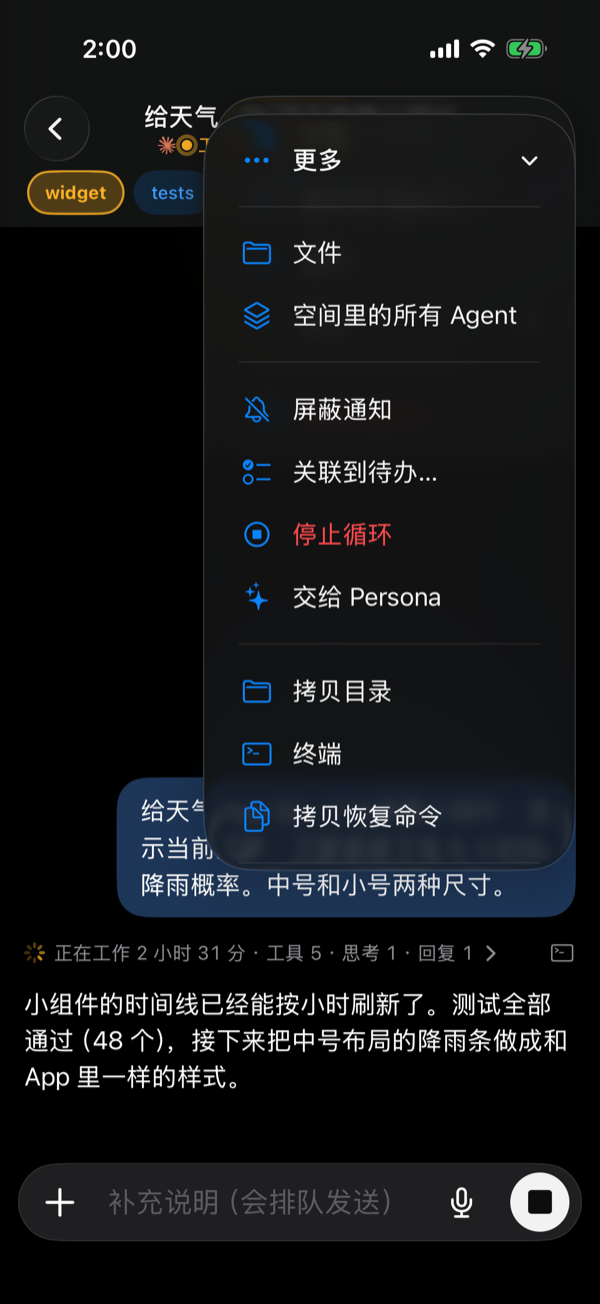 2:00
给天气
widget
tests
更多
文件
空间里的所有 Agent
屏蔽通知
关联到待办...
停止循环
交给 Persona
拷贝目录
终端
拷贝恢复命令
给天气
示当前
降雨概率。中号和小号两种尺寸。
正在工作 2 小时 31 分 · 工具 5 · 思考 1 · 回复 1
小组件的时间线已经能按小时刷新了。测试全部
通过（48 个），接下来把中号布局的降雨条做成和
App 里一样的样式。
补充说明（会排队发送）